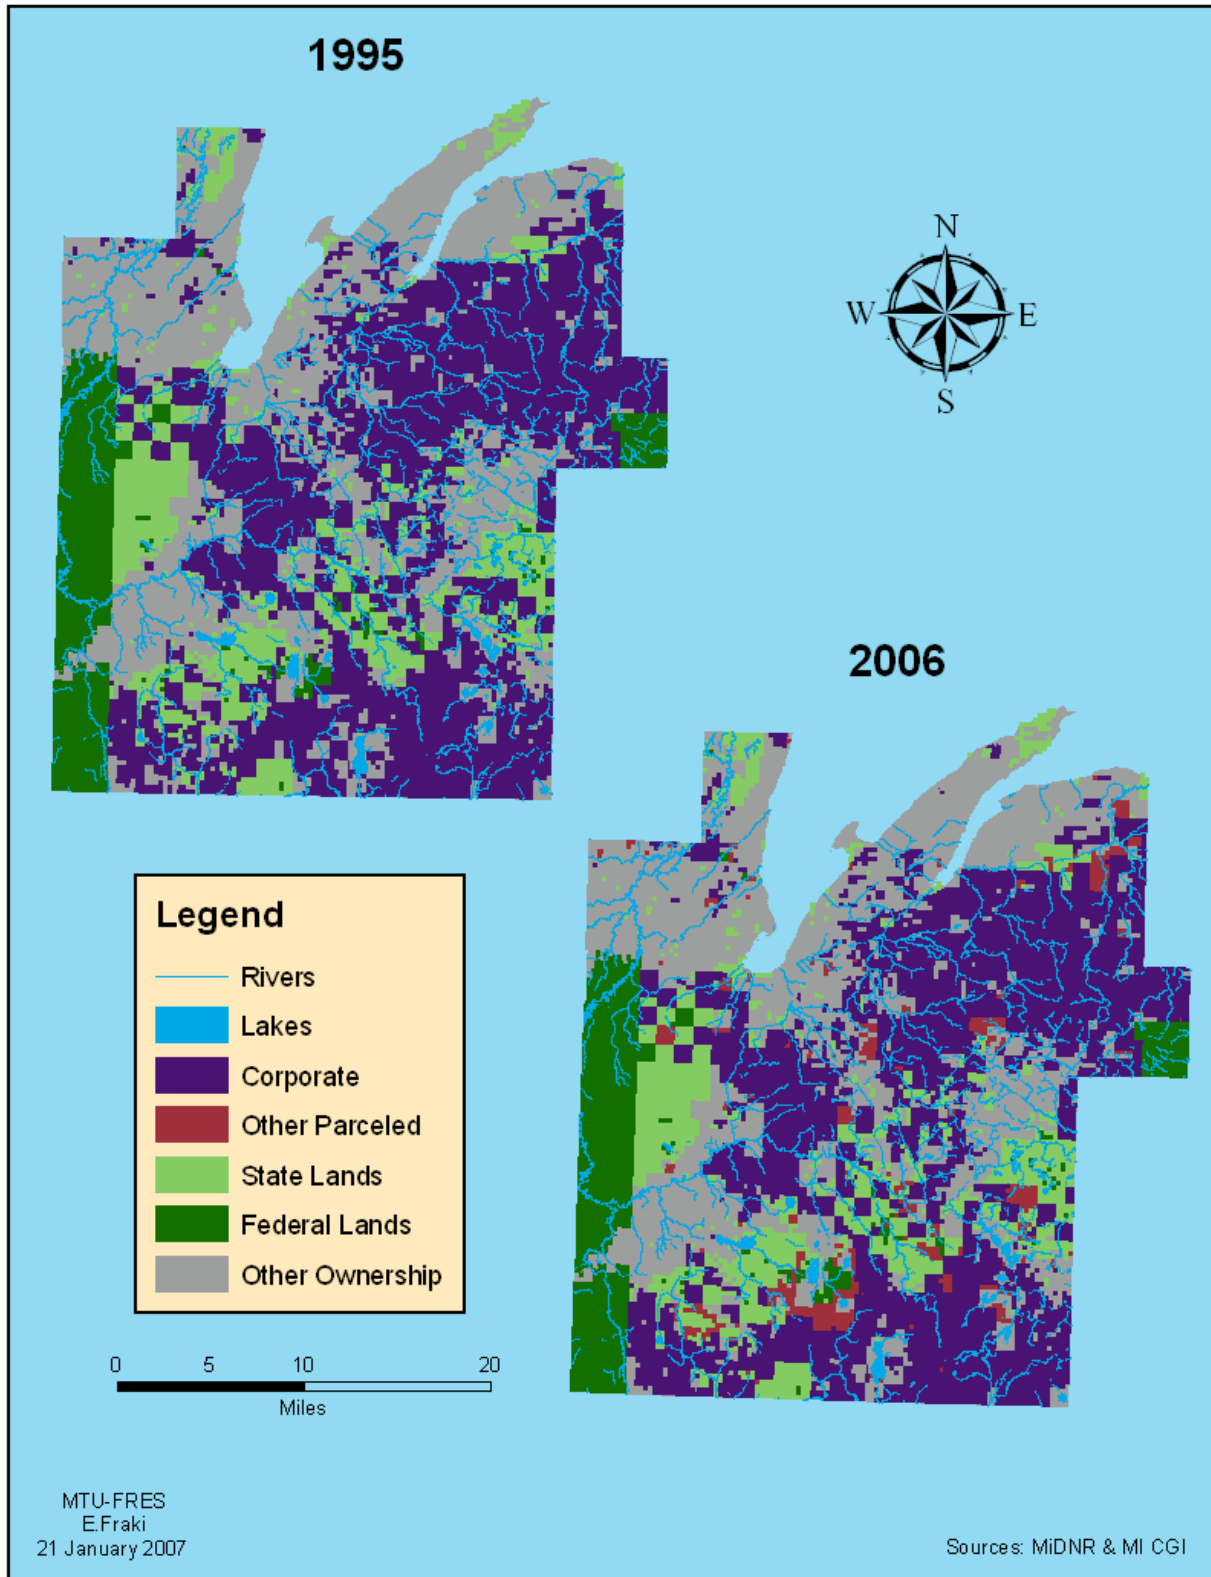 1995
N
W
E
S
2006
Legend
Rivers
Lakes
Corporate
Other Parceled
State Lands
Federal Lands
Other Ownership
0 5 10 20
Miles
MTU-FRES
E.Fraki
21 January 2007
Sources: MiDNR & MI CGI